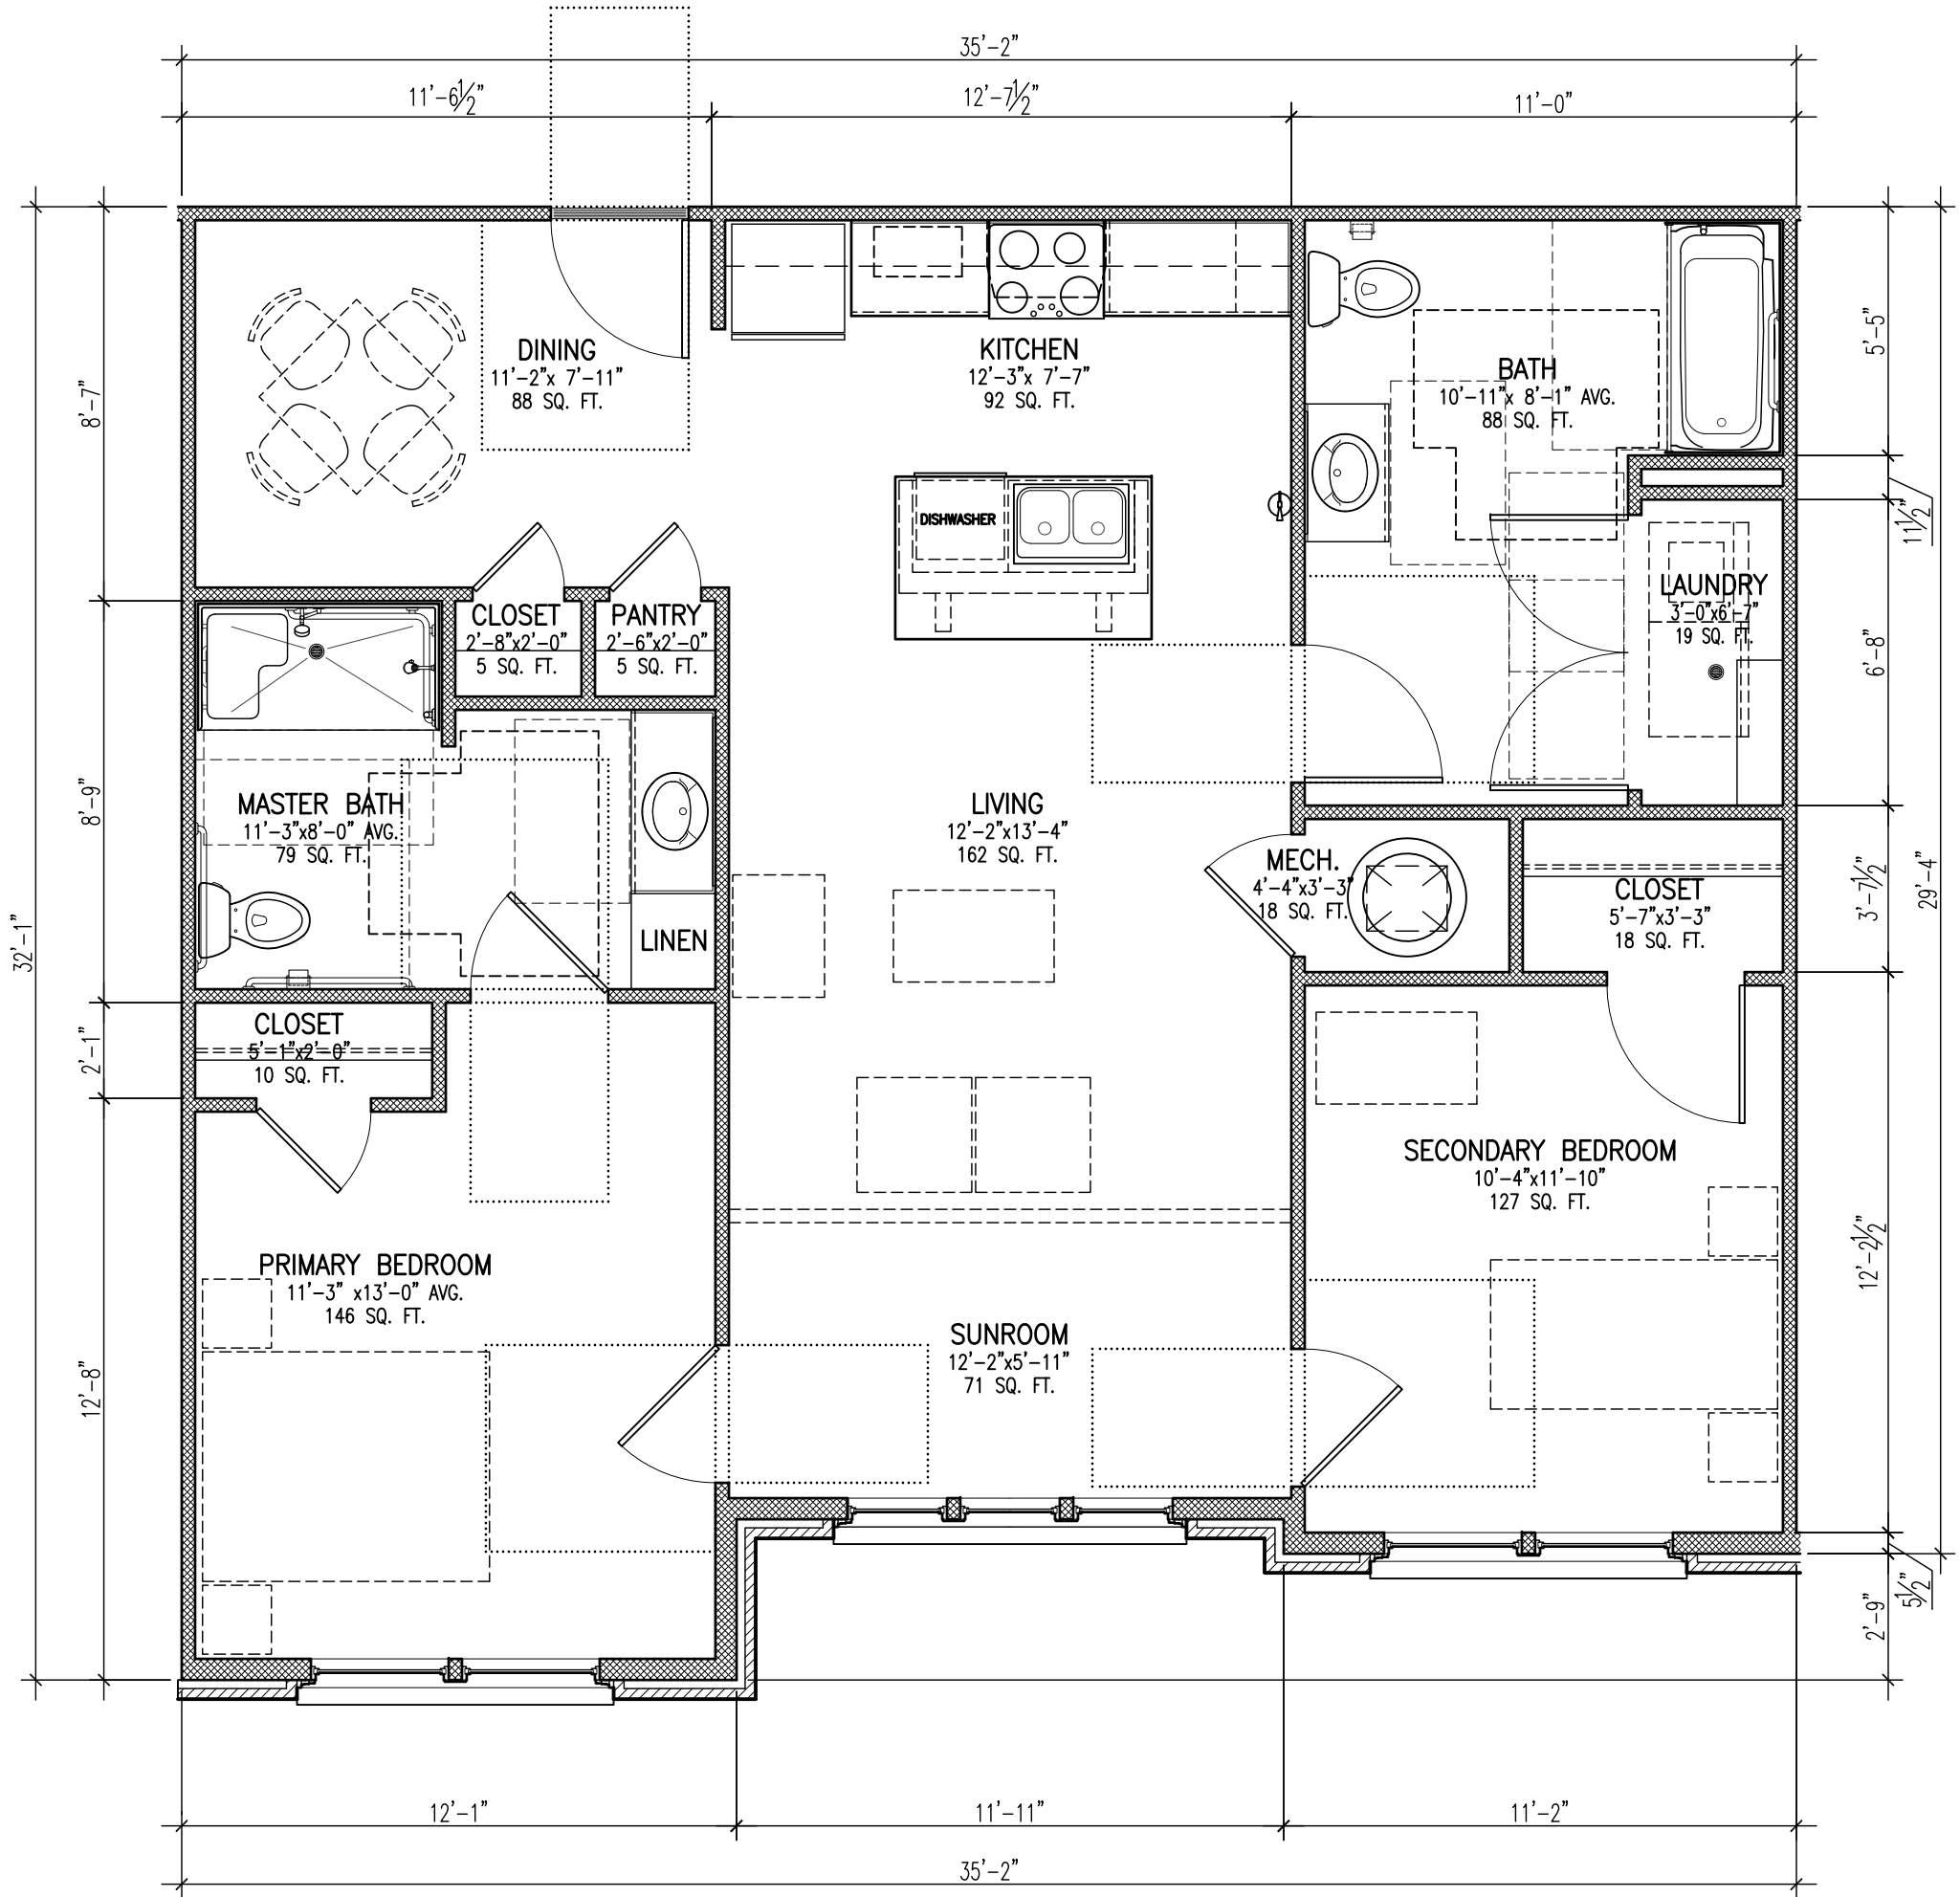 35'-2"
11'-6½"
12'-7½"
11'-0"
DINING
11'-2"x 7'-11"
88 SQ. FT.
KITCHEN
12'-3"x 7'-7"
92 SQ. FT.
BATH
10'-11"x 8'-1" AVG.
88 SQ. FT.
DISHWASHER
CLOSET
2'-8"x2'-0"
5 SQ. FT.
PANTRY
2'-6"x2'-0"
5 SQ. FT.
LAUNDRY
3'-0"x6'-7"
19 SQ. FT.
MASTER BATH
11'-3"x8'-0" AVG.
79 SQ. FT.
LINEN
LIVING
12'-2"x13'-4"
162 SQ. FT.
MECH.
4'-4"x3'-3"
18 SQ. FT.
CLOSET
5'-7"x3'-3"
18 SQ. FT.
CLOSET
5'-1"x2'-0"
10 SQ. FT.
SECONDARY BEDROOM
10'-4"x11'-10"
127 SQ. FT.
PRIMARY BEDROOM
11'-3" x13'-0" AVG.
146 SQ. FT.
SUNROOM
12'-2"x5'-11"
71 SQ. FT.
32'-1"
8'-7"
8'-9"
2'-1"
12'-8"
5'-5"
11½"
6'-8"
3'-7½"
29'-4"
12'-2½"
5½"
2'-9"
12'-1"
11'-11"
11'-2"
35'-2"